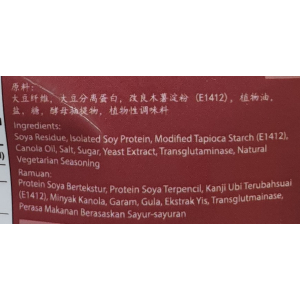 原料：
大豆纤维，大豆分离蛋白，改良木薯淀粉（E1412），植物油，
盐，糖，酵母抽提物，植物性调味料
Ingredients:
Soya Residue, Isolated Soy Protein, Modified Tapioca Starch (E1412),
Canola Oil, Salt, Sugar, Yeast Extract, Transglutaminase, Natural
Vegetarian Seasoning
Ramuan:
Protein Soya Bertekstur, Protein Soya Terpencil, Kanji Ubi Terubahsuai
(E1412), Minyak Kanola, Garam, Gula, Ekstrak Yis, Transglutmainase,
Perasa Makanan Berasaskan Sayur-sayuran